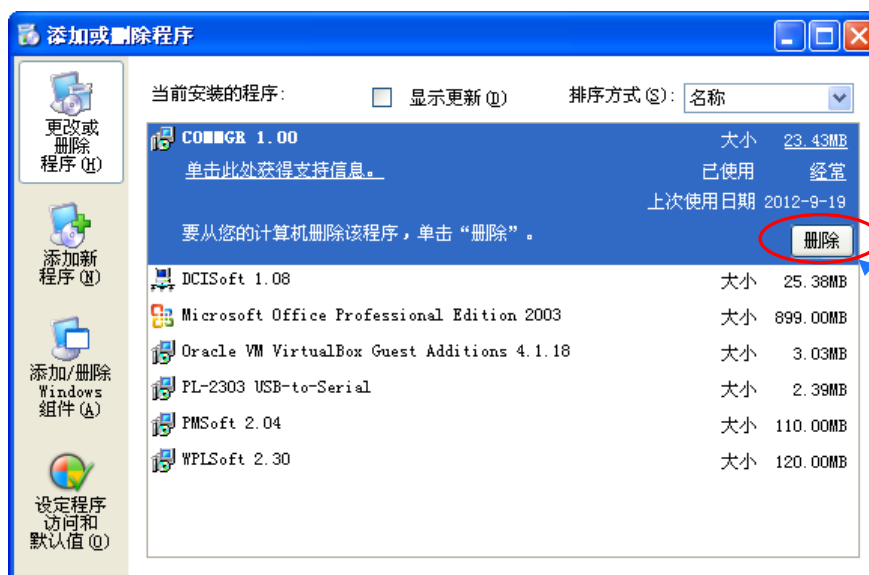 添加或删除程序
当前安装的程序: 显示更新(D) 排序方式(S): 名称
更改或
删除
程序(H)
添加新
程序(N)
添加/删除
Windows
组件(A)
设定程序
访问和
默认值(O)
COMMGR 1.00 大小 23.43MB
单击此处获得支持信息。 已使用 经常
上次使用日期 2012-9-19
要从您的计算机删除该程序，单击“删除”。 删除
DCISoft 1.08 大小 25.38MB
Microsoft Office Professional Edition 2003 大小 899.00MB
Oracle VM VirtualBox Guest Additions 4.1.18 大小 3.03MB
PL-2303 USB-to-Serial 大小 2.39MB
PMSoft 2.04 大小 110.00MB
WPLSoft 2.30 大小 120.00MB